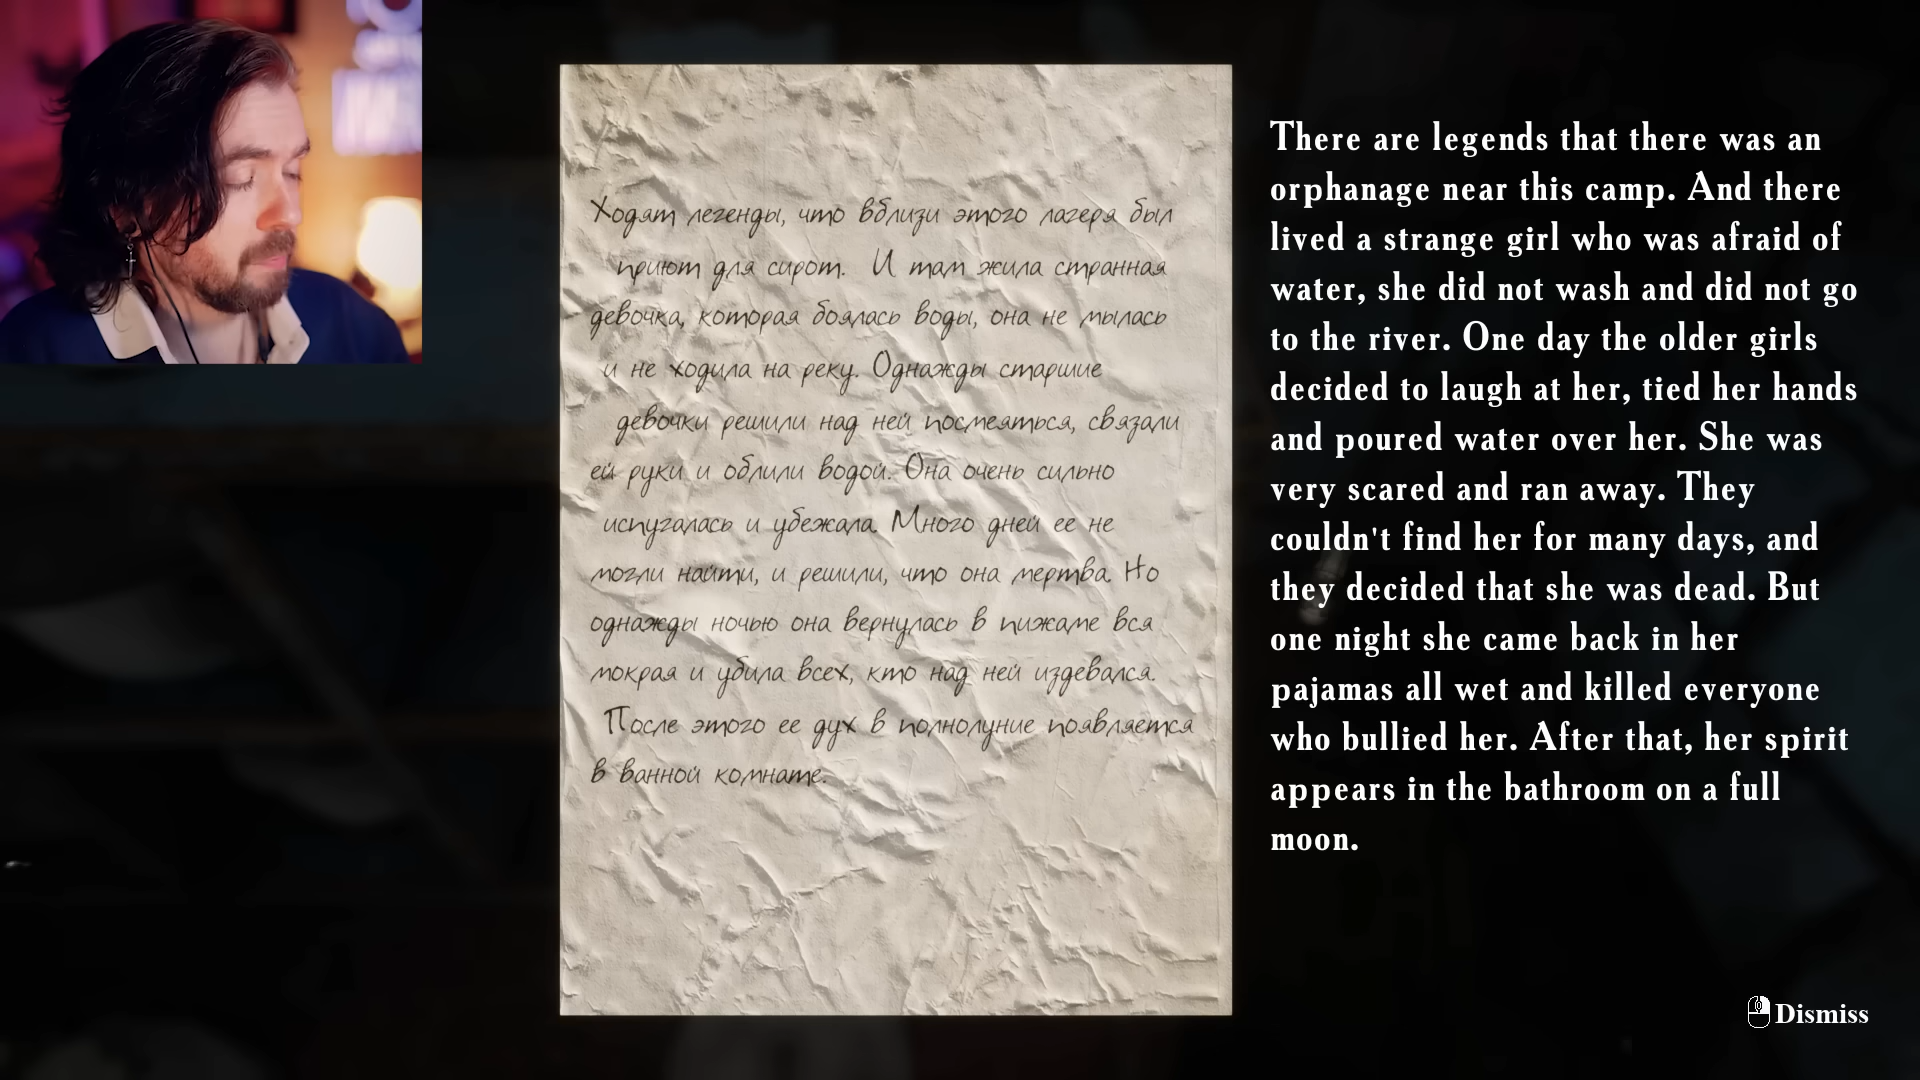 Ходят легенды, что вблизи этого лагеря был
приют для сирот. И там жила странная
девочка, которая боялась воды, она не мылась
и не ходила на реку. Однажды старшие
девочки решили над ней посмеяться, связали
ей руки и облили водой. Она очень сильно
испугалась и убежала. Много дней ее не
могли найти, и решили, что она мертва. Но
однажды ночью она вернулась в пижаме вся
мокрая и убила всех, кто над ней издевался.
После этого ее дух в полнолуние появляется
в ванной комнате.
There are legends that there was an
orphanage near this camp. And there
lived a strange girl who was afraid of
water, she did not wash and did not go
to the river. One day the older girls
decided to laugh at her, tied her hands
and poured water over her. She was
very scared and ran away. They
couldn't find her for many days, and
they decided that she was dead. But
one night she came back in her
pajamas all wet and killed everyone
who bullied her. After that, her spirit
appears in the bathroom on a full
moon.
Dismiss